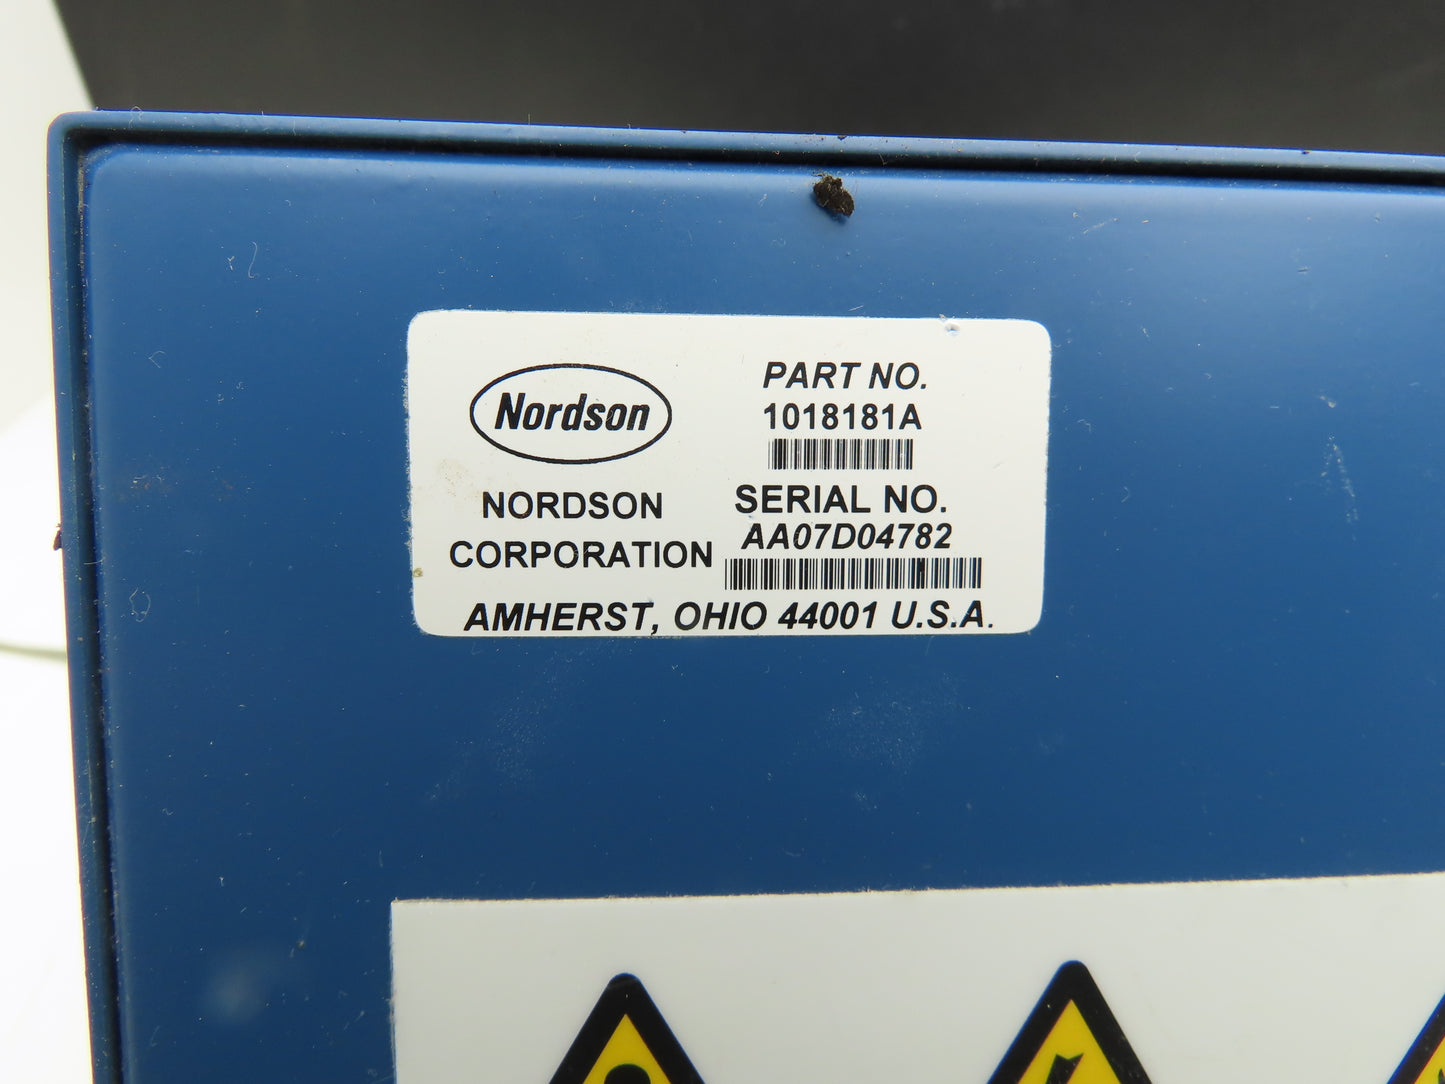 Nordson
NORDSON
CORPORATION
PART NO.
1018181A
SERIAL NO.
AA07D04782
AMHERST, OHIO 44001 U.S.A.